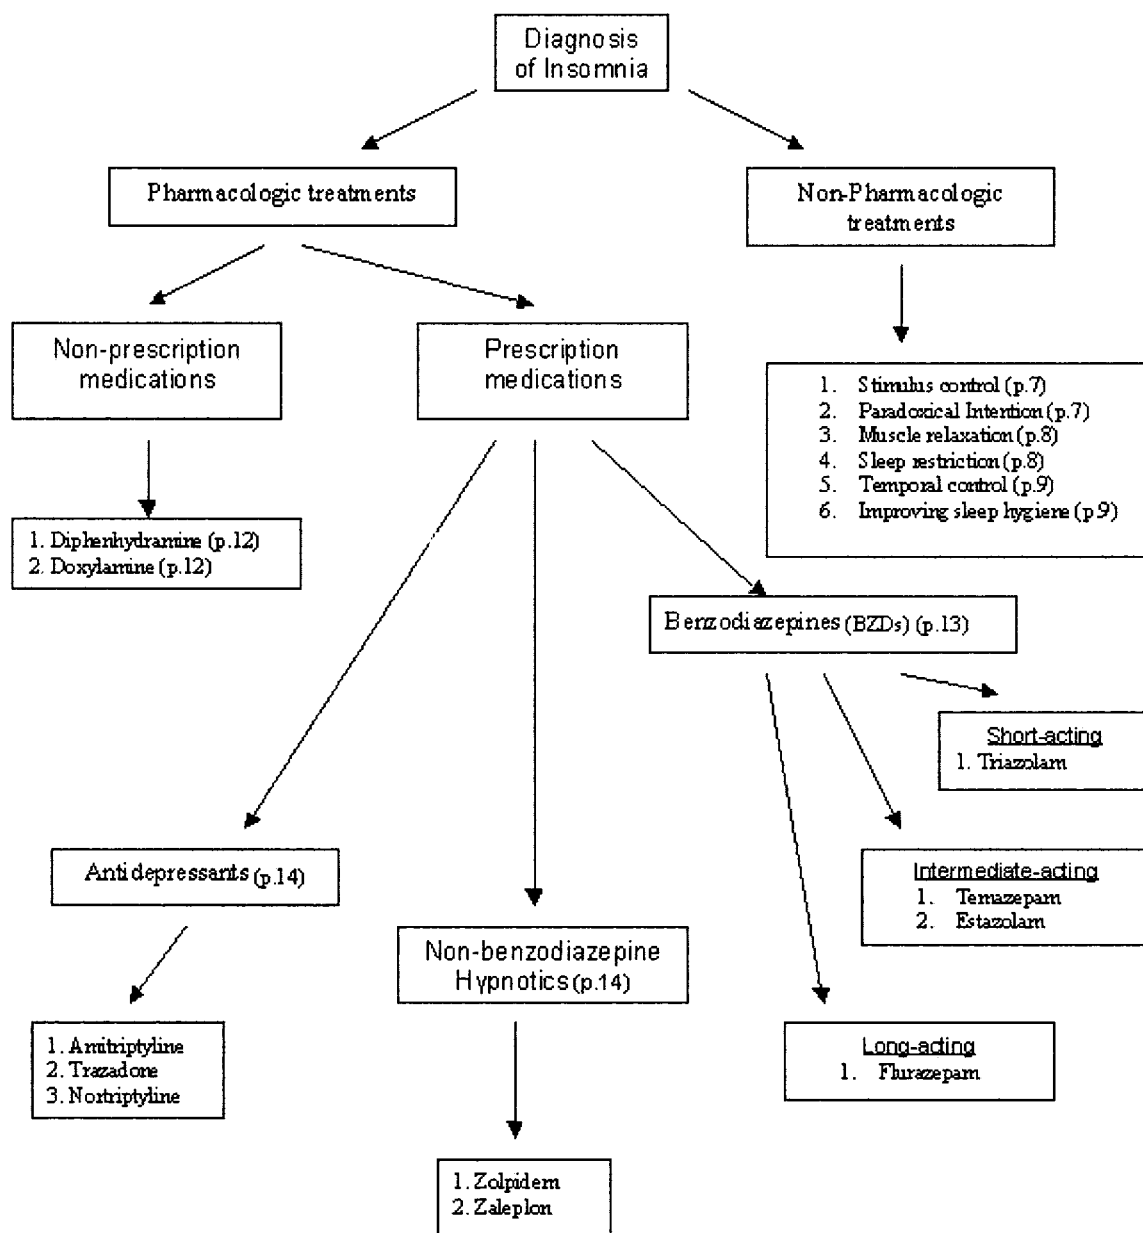 Diagnosis
of Insomnia
Pharmacologic treatments
Non-Pharmacologic
treatments
Non-prescription
medications
Prescription
medications
1. Stimulus control (p.7)
2. Paradoxical Intention (p.7)
3. Muscle relaxation (p.8)
4. Sleep restriction (p.8)
5. Temporal control (p.9)
6. Improving sleep hygiene (p.9)
1. Diphenhydramine (p.12)
2. Doxylamine (p.12)
Benzodiazepines (BZDs) (p.13)
Short-acting
1. Triazolam
Antidepressants (p.14)
Intermediate-acting
1. Temazepam
2. Estazolam
Non-benzodiazepine
Hypnotics (p.14)
1. Amitriptyline
2. Trazadone
3. Nortriptyline
Long-acting
1. Flurazepam
1. Zolpidem
2. Zaleplon